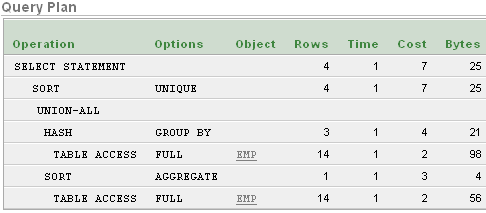 Query Plan
Operation Options Object Rows Time Cost Bytes
SELECT STATEMENT 4 1 7 25
SORT UNIQUE 4 1 7 25
UNION-ALL
HASH GROUP BY 3 1 4 21
TABLE ACCESS FULL EMP 14 1 2 98
SORT AGGREGATE 1 1 3 4
TABLE ACCESS FULL EMP 14 1 2 56